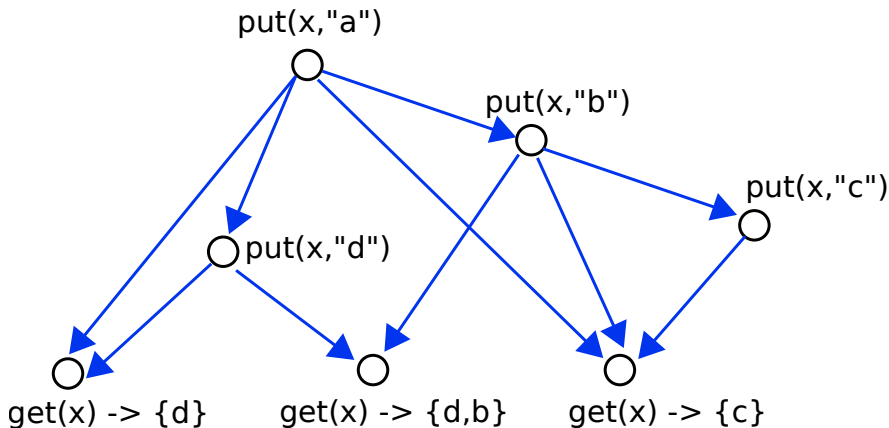 put(x,"a")
put(x,"b")
put(x,"c")
put(x,"d")
get(x) -> {d}
get(x) -> {d,b}
get(x) -> {c}